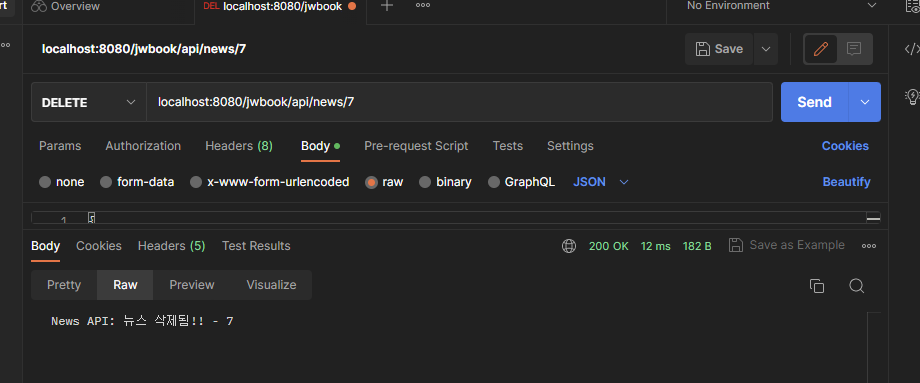 Overview
DEL localhost:8080/jwbook
No Environment
localhost:8080/jwbook/api/news/7
Save
DELETE
localhost:8080/jwbook/api/news/7
Send
Params Authorization Headers (8) Body Pre-request Script Tests Settings Cookies
none form-data x-www-form-urlencoded raw binary GraphQL JSON Beautify
1 {
Body Cookies Headers (5) Test Results 200 OK 12 ms 182 B Save as Example
Pretty Raw Preview Visualize
News API: 뉴스 삭제됨!! - 7